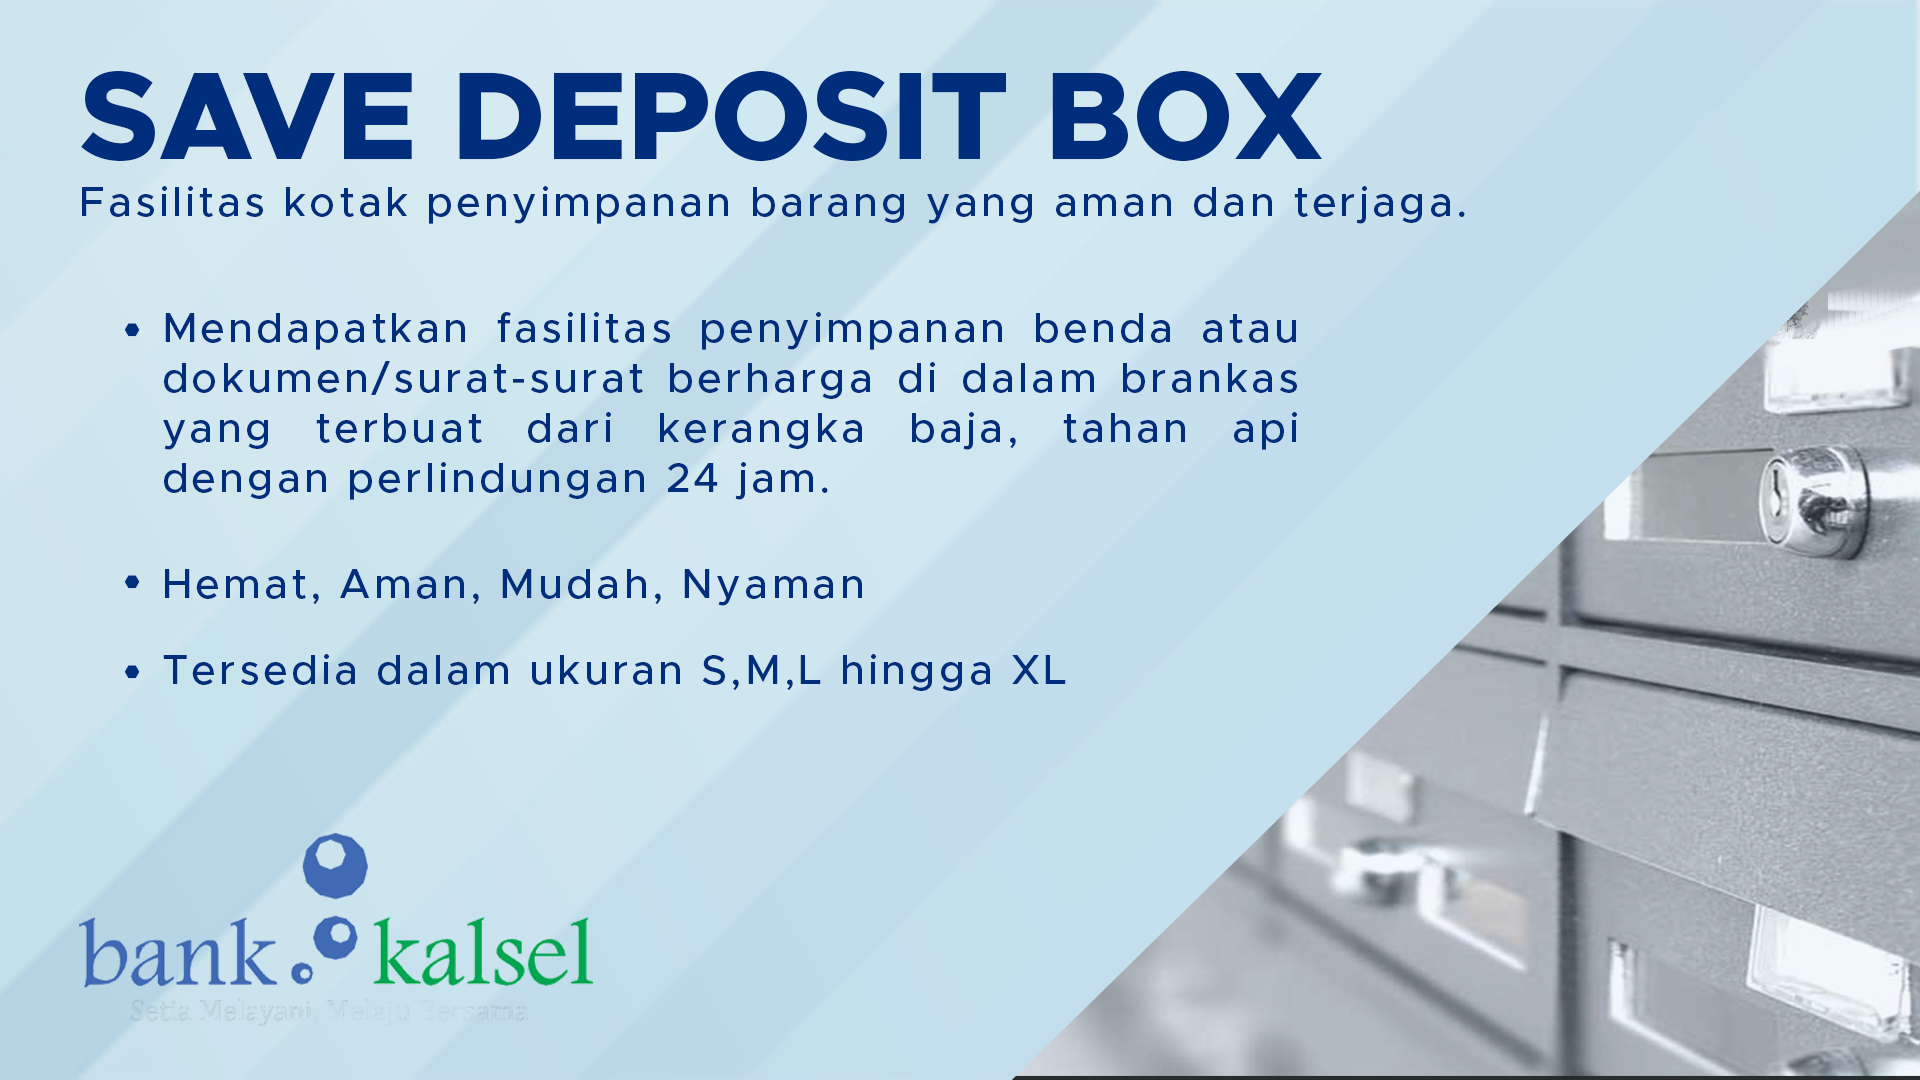 SAVE DEPOSIT BOX
Fasilitas kotak penyimpanan barang yang aman dan terjaga.
• Mendapatkan fasilitas penyimpanan benda atau
dokumen/surat-surat berharga di dalam brankas
yang terbuat dari kerangka baja, tahan api
dengan perlindungan 24 jam.
• Hemat, Aman, Mudah, Nyaman
• Tersedia dalam ukuran S,M,L hingga XL
bank kalsel
Setia Melayani, Melaju Bersama